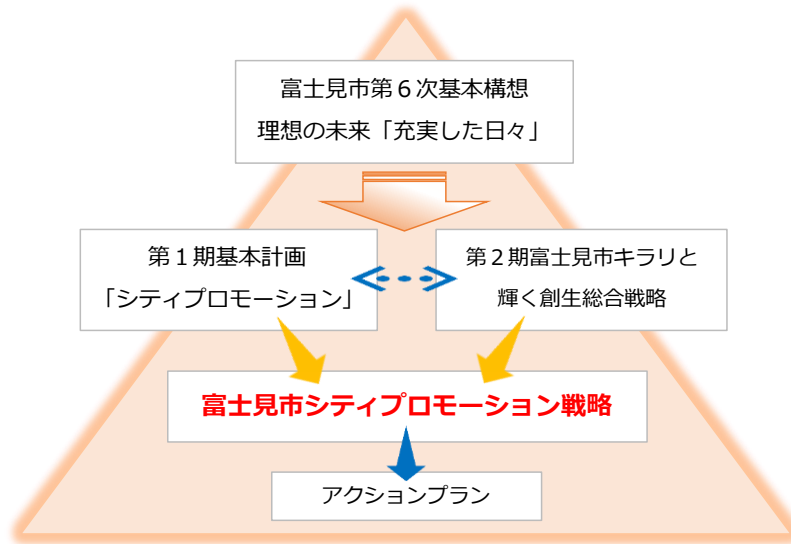 富士見市第６次基本構想
理想の未来「充実した日々」
第１期基本計画
「シティプロモーション」
第２期富士見市キラリと
輝く創生総合戦略
富士見市シティプロモーション戦略
アクションプラン